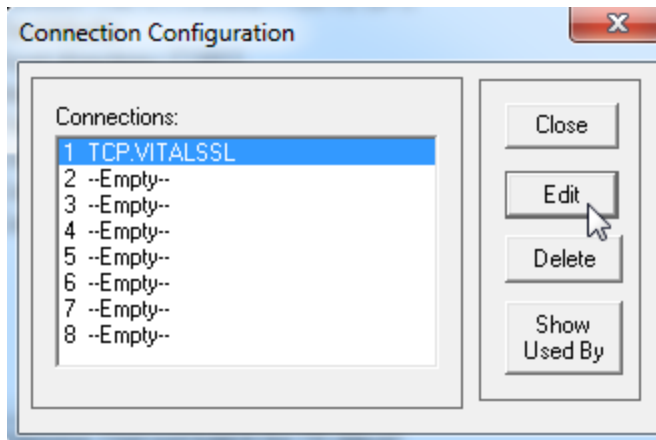 Connection Configuration
Connections:
1 TCP.VITALSSL
2 --Empty--
3 --Empty--
4 --Empty--
5 --Empty--
6 --Empty--
7 --Empty--
8 --Empty--
Close
Edit
Delete
Show
Used By